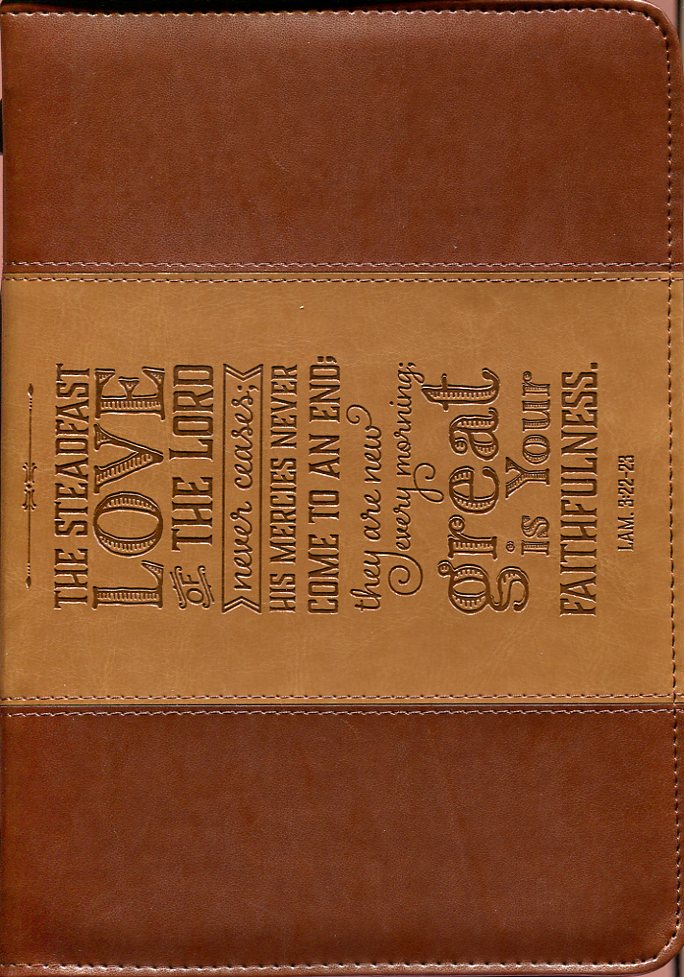 THE STEADFAST
LOVE
OF THE LORD
never ceases;
HIS MERCIES NEVER
COME TO AN END;
they are new
every morning;
great
is Your
FAITHFULNESS.
LAM. 3:22-23